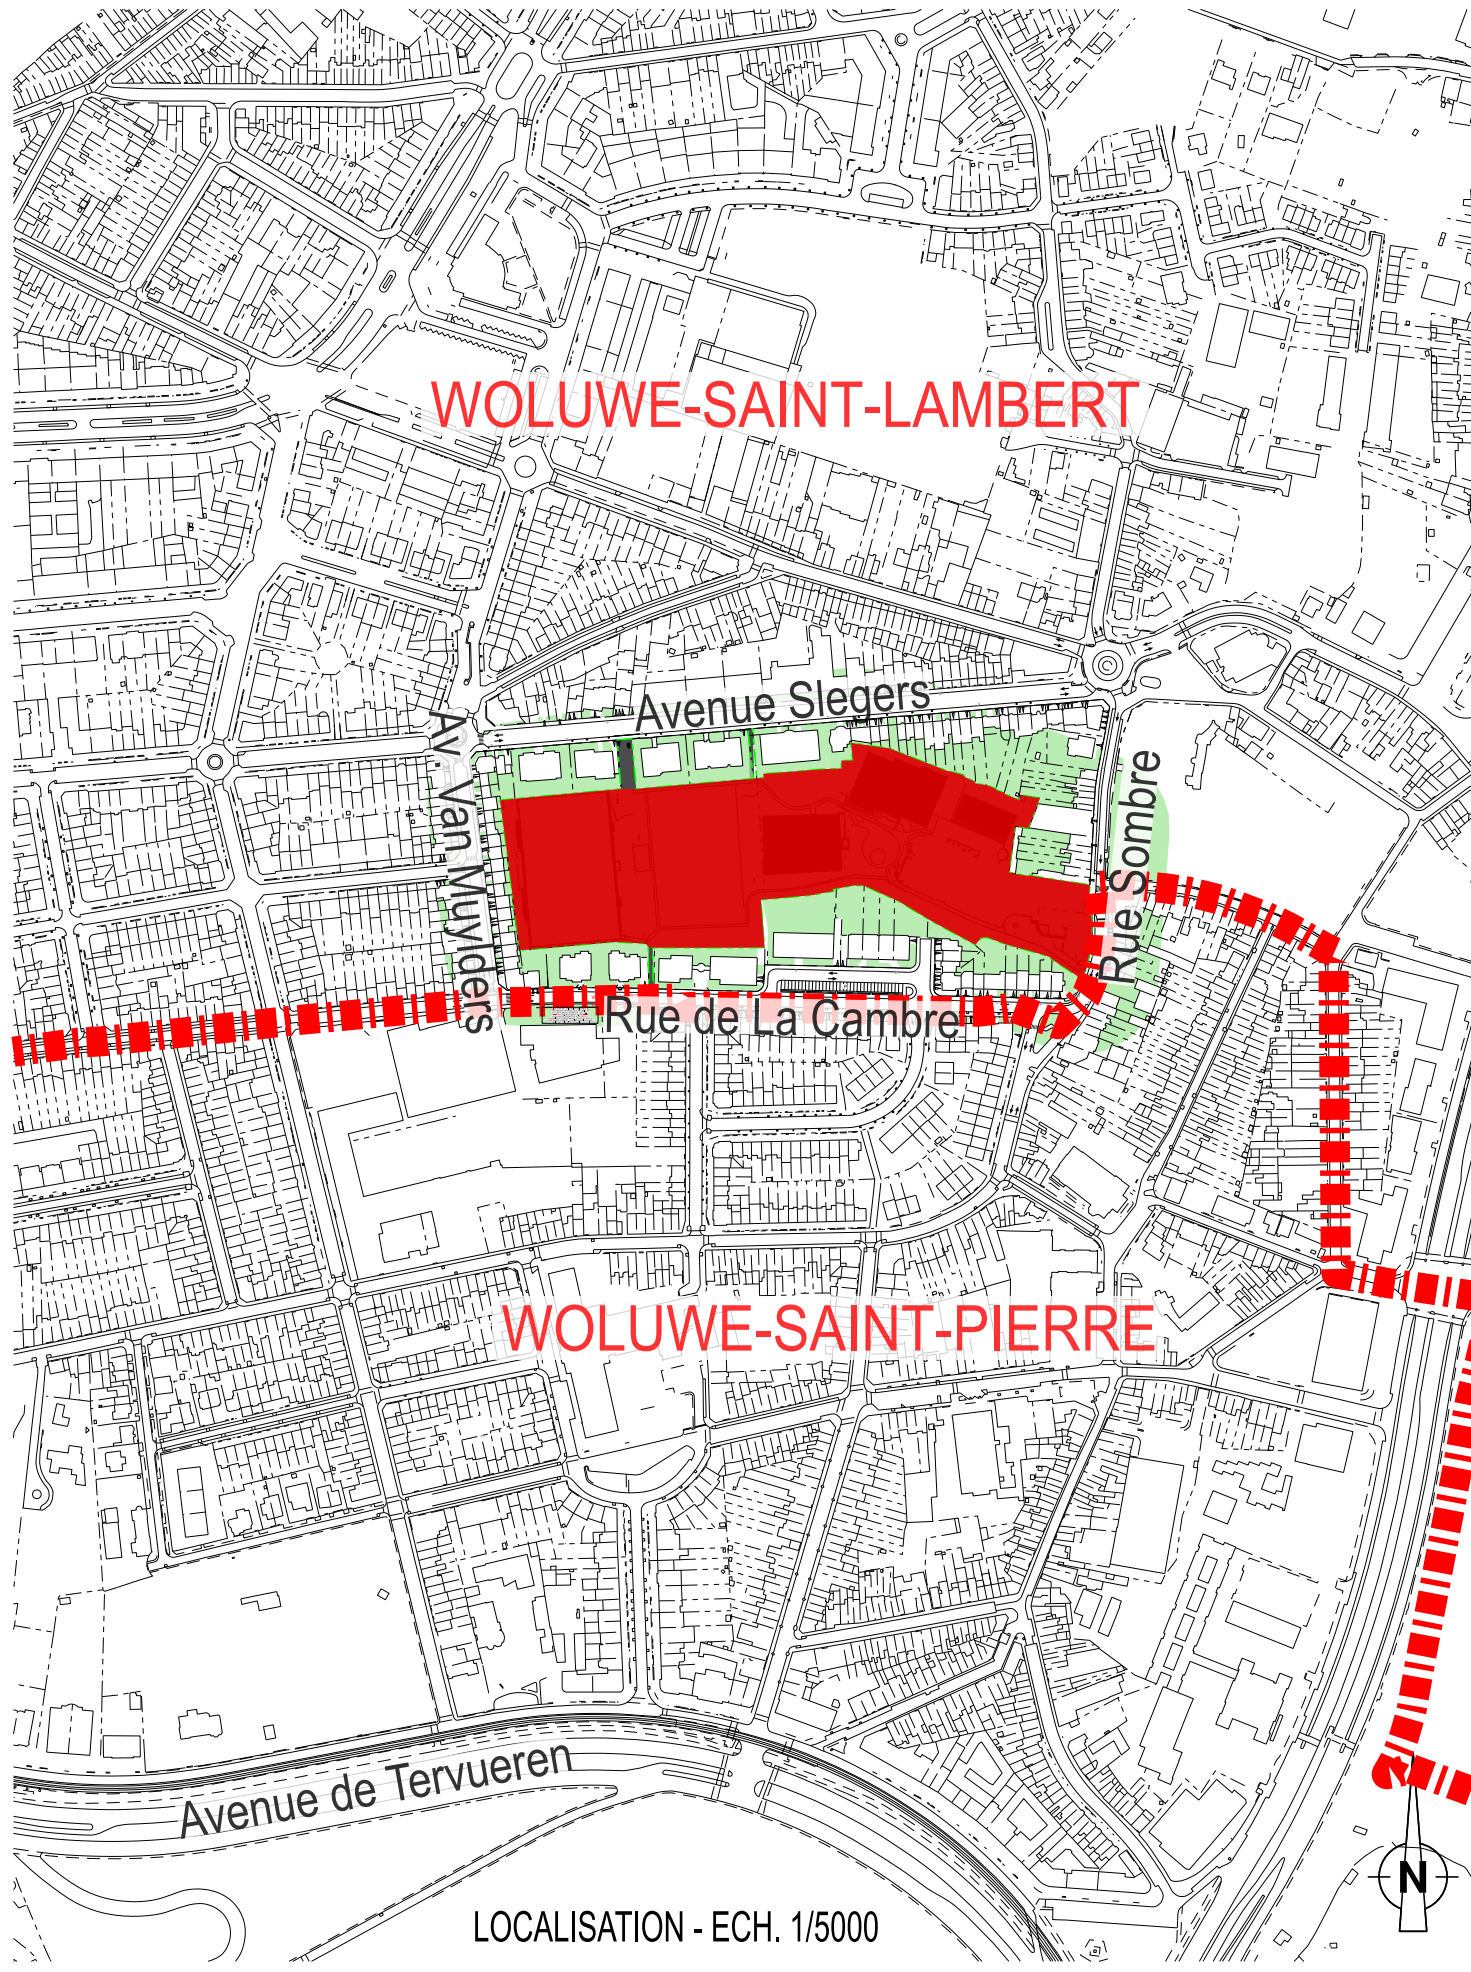 WOLUWE-SAINT-LAMBERT
Avenue Slegers
Av. Van Muylders
Rue Sombre
Rue de La Cambre
WOLUWE-SAINT-PIERRE
Avenue de Tervueren
N
LOCALISATION - ECH. 1/5000